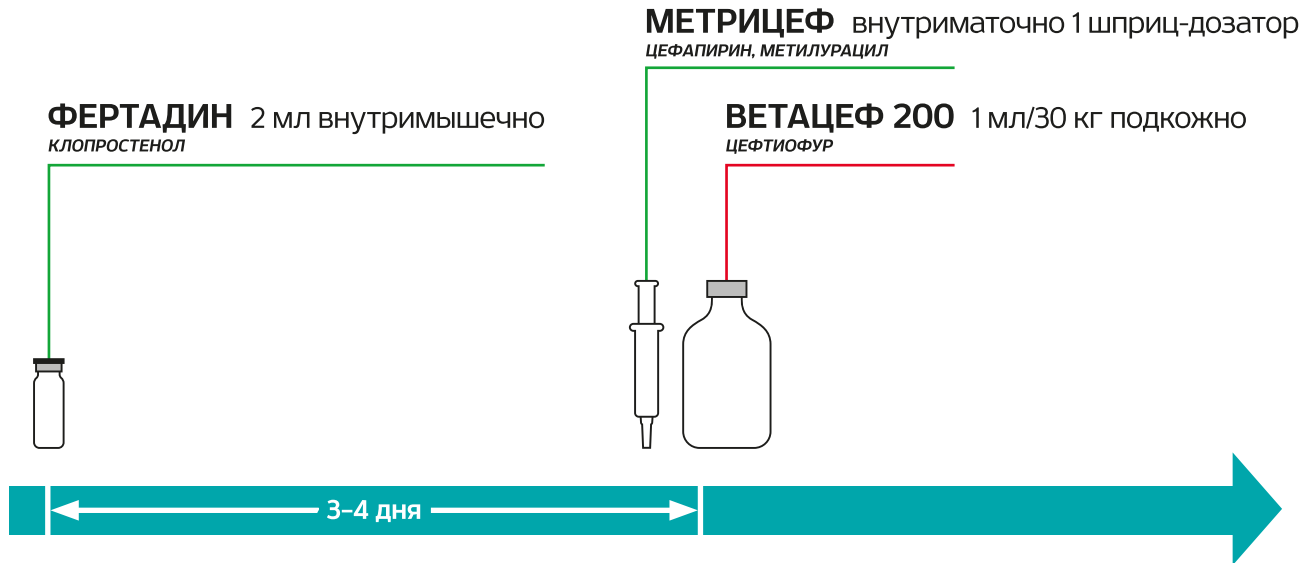 МЕТРИЦЕФ внутриматочно 1 шприц-дозатор
ЦЕФАПИРИН, МЕТИЛУРАЦИЛ
ФЕРТАДИН 2 мл внутримышечно
КЛОПРОСТЕНОЛ
ВЕТАЦЕФ 200 1 мл/30 кг подкожно
ЦЕФТИОФУР
3–4 дня